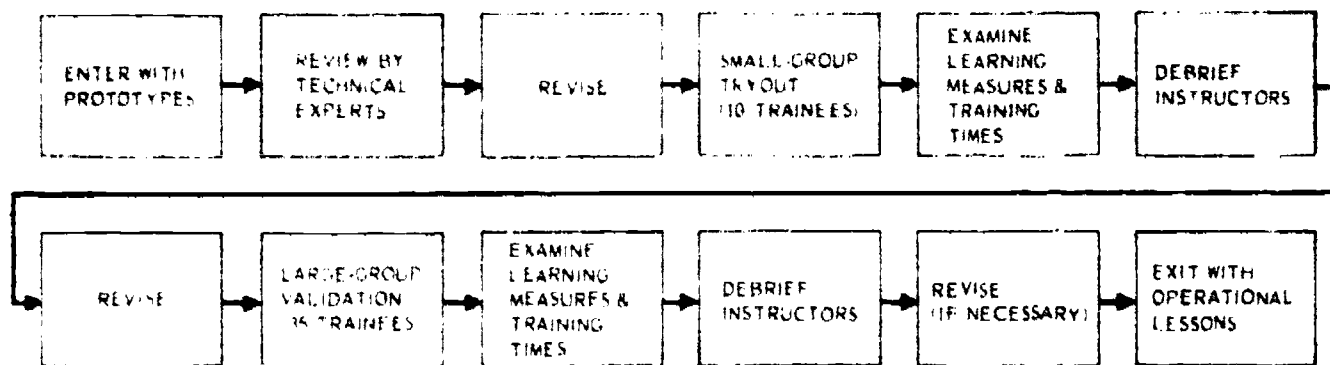 ENTER WITH
PROTOTYPES
REVIEW BY
TECHNICAL
EXPERTS
REVISE
SMALL-GROUP
TRYOUT
(10 TRAINEES)
EXAMINE
LEARNING
MEASURES &
TRAINING
TIMES
DEBRIEF
INSTRUCTORS
REVISE
LARGE-GROUP
VALIDATION
TRAINEES
EXAMINE
LEARNING
MEASURES &
TRAINING
TIMES
DEBRIEF
INSTRUCTORS
REVISE
(IF NECESSARY)
EXIT WITH
OPERATIONAL
LESSONS